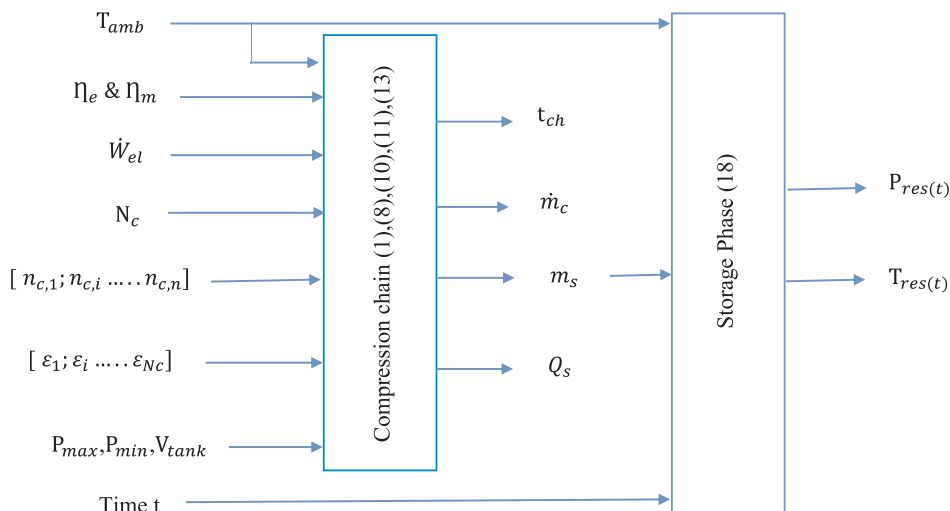 T_amb
η_e & η_m
Ẇ_el
N_c
[ n_c,1; n_c,i ….. n_c,n]
[ ε_1; ε_i ….. ε_Nc]
P_max,P_min,V_tank
Time t
Compression chain (1),(8),(10),(11),(13)
t_ch
ṁ_c
m_s
Q_s
Storage Phase (18)
P_res(t)
T_res(t)